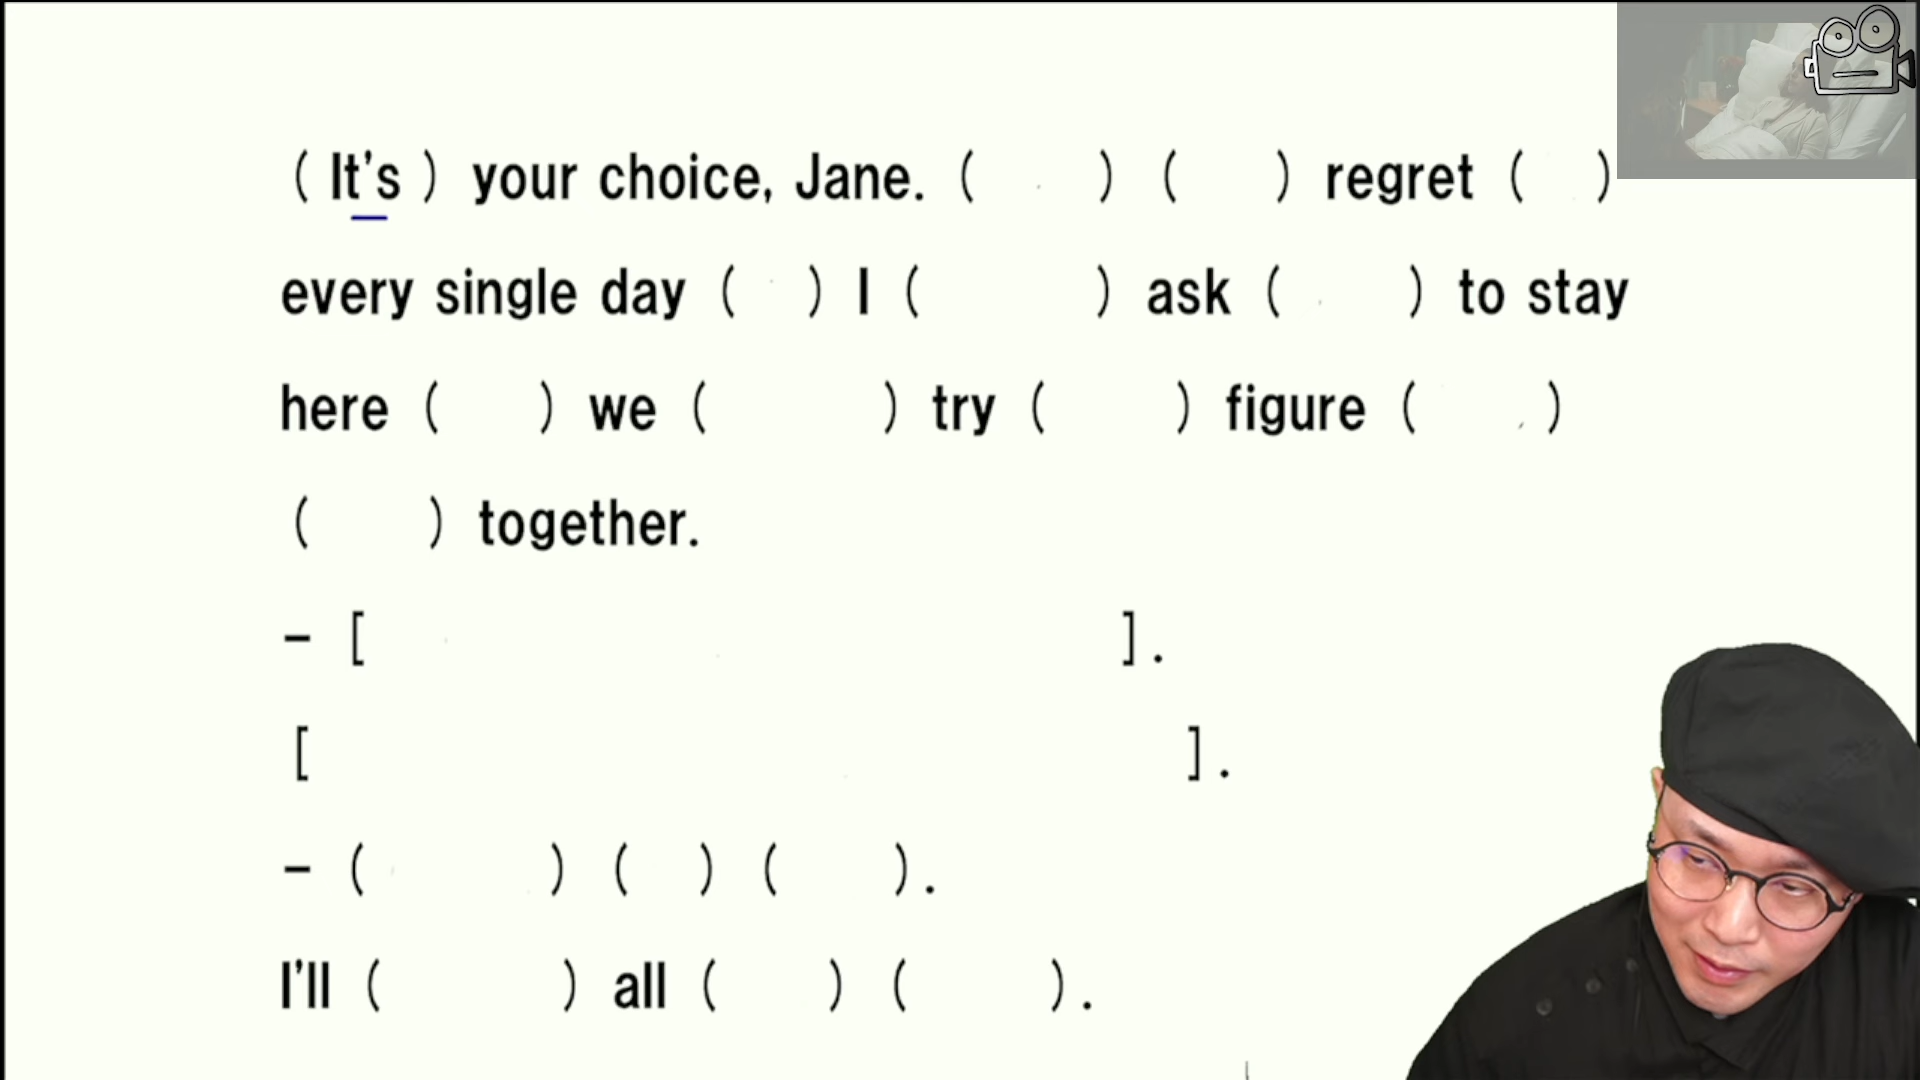 ( It's ) your choice, Jane. (      ) (      ) regret (    )
every single day (    ) I (        ) ask (      ) to stay
here (      ) we (        ) try (      ) figure (      )
(      ) together.
– [                    ].
[                    ].
– (        ) (    ) (      ).
I'll (        ) all (      ) (      ).